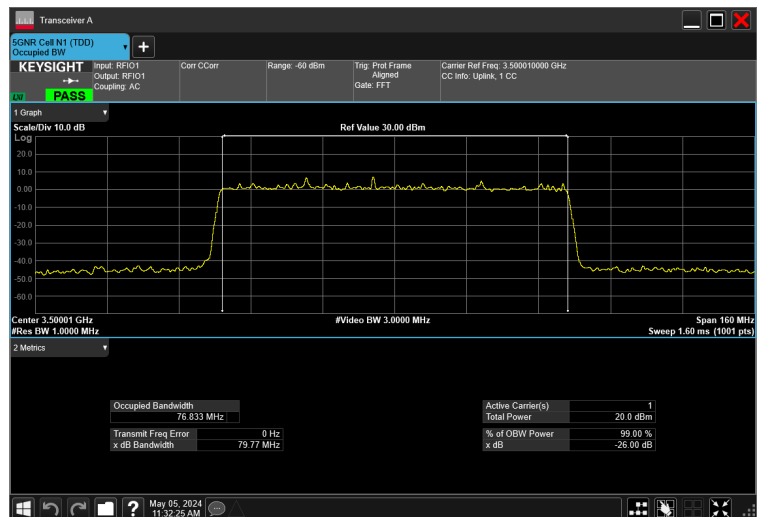 Transceiver A
5GNR Cell N1 (TDD)
Occupied BW
+
KEYSIGHT
LXI
PASS
Input: RFIO1
Output: RFIO1
Coupling: AC
Corr CCorr
Range: -60 dBm
Trig: Prot Frame
Aligned
Gate: FFT
Carrier Ref Freq: 3.500010000 GHz
CC Info: Uplink, 1 CC
1 Graph
Scale/Div 10.0 dB
Ref Value 30.00 dBm
Log
20.0
10.0
0.00
-10.0
-20.0
-30.0
-40.0
-50.0
-60.0
Center 3.50001 GHz
#Video BW 3.0000 MHz
Span 160 MHz
#Res BW 1.0000 MHz
Sweep 1.60 ms (1001 pts)
2 Metrics
Occupied Bandwidth
76.833 MHz
Transmit Freq Error 0 Hz
x dB Bandwidth 79.77 MHz
Active Carrier(s) 1
Total Power 20.0 dBm
% of OBW Power 99.00 %
x dB -26.00 dB
?
May 05, 2024
11:32:25 AM